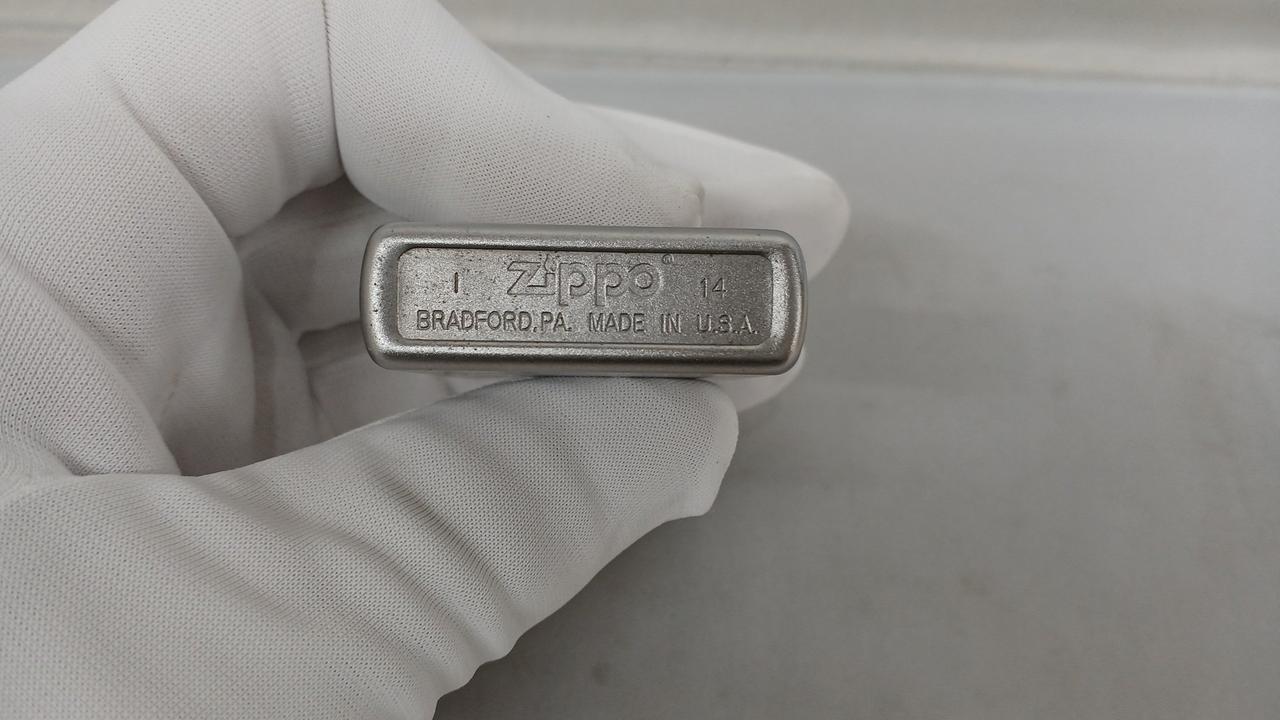 I zippo® 14
BRADFORD, PA. MADE IN U.S.A.